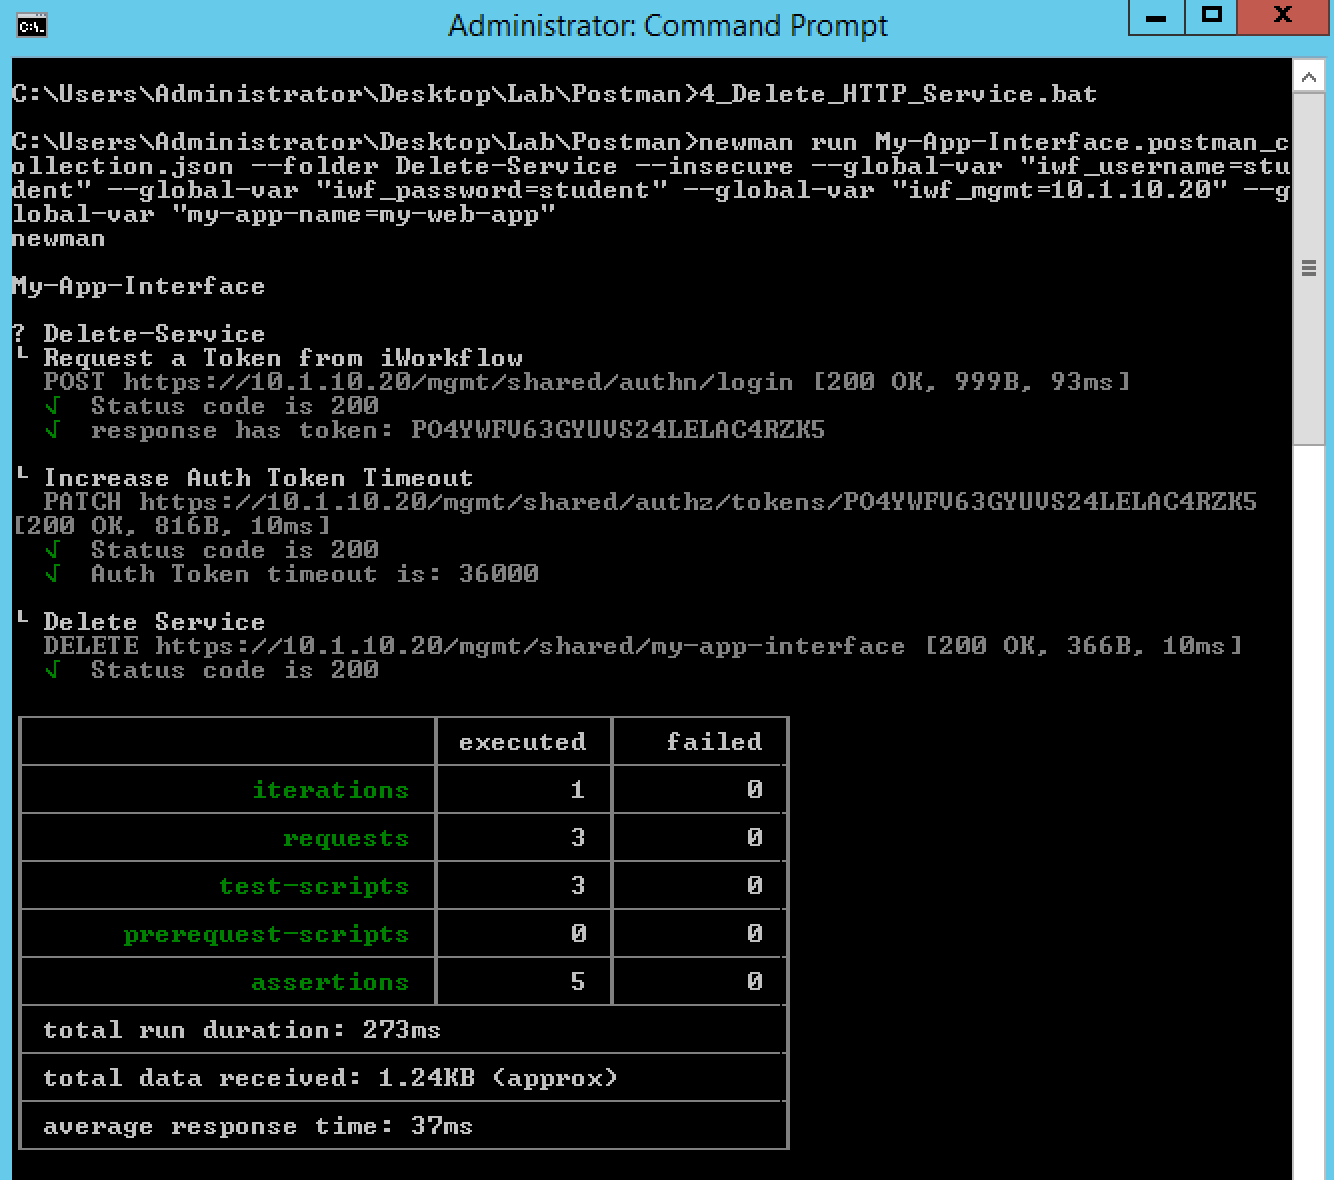 Administrator: Command Prompt
C:\Users\Administrator\Desktop\Lab\Postman>4_Delete_HTTP_Service.bat
C:\Users\Administrator\Desktop\Lab\Postman>newman run My-App-Interface.postman_c
ollection.json --folder Delete-Service --insecure --global-var "iwf_username=stu
dent" --global-var "iwf_password=student" --global-var "iwf_mgmt=10.1.10.20" --g
lobal-var "my-app-name=my-web-app"
newman
My-App-Interface
? Delete-Service
└ Request a Token from iWorkflow
POST https://10.1.10.20/mgmt/shared/authn/login [200 OK, 999B, 93ms]
√ Status code is 200
√ response has token: PO4YWFV63GYUVS24LELAC4RZK5
└ Increase Auth Token Timeout
PATCH https://10.1.10.20/mgmt/shared/authz/tokens/PO4YWFV63GYUVS24LELAC4RZK5
[200 OK, 816B, 10ms]
√ Status code is 200
√ Auth Token timeout is: 36000
└ Delete Service
DELETE https://10.1.10.20/mgmt/shared/my-app-interface [200 OK, 366B, 10ms]
√ Status code is 200
executed failed
iterations 1 0
requests 3 0
test-scripts 3 0
prerequest-scripts 0 0
assertions 5 0
total run duration: 273ms
total data received: 1.24KB (approx)
average response time: 37ms